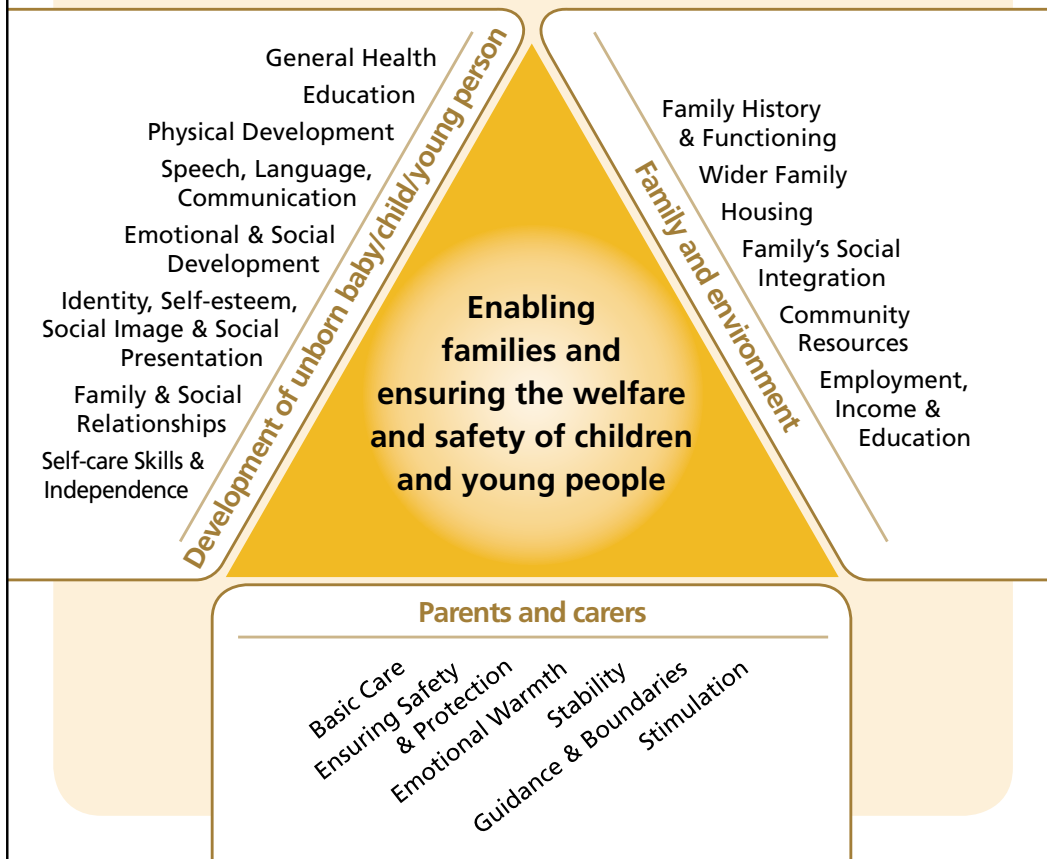 General Health
Education
Physical Development
Speech, Language,
Communication
Emotional & Social
Development
Identity, Self-esteem,
Social Image & Social
Presentation
Family & Social
Relationships
Self-care Skills &
Independence
Development of unborn baby/child/young person
Enabling
families and
ensuring the welfare
and safety of children
and young people
Family and environment
Family History
& Functioning
Wider Family
Housing
Family's Social
Integration
Community
Resources
Employment,
Income &
Education
Parents and carers
Basic Care
Ensuring Safety
& Protection
Emotional Warmth
Stability
Guidance & Boundaries
Stimulation